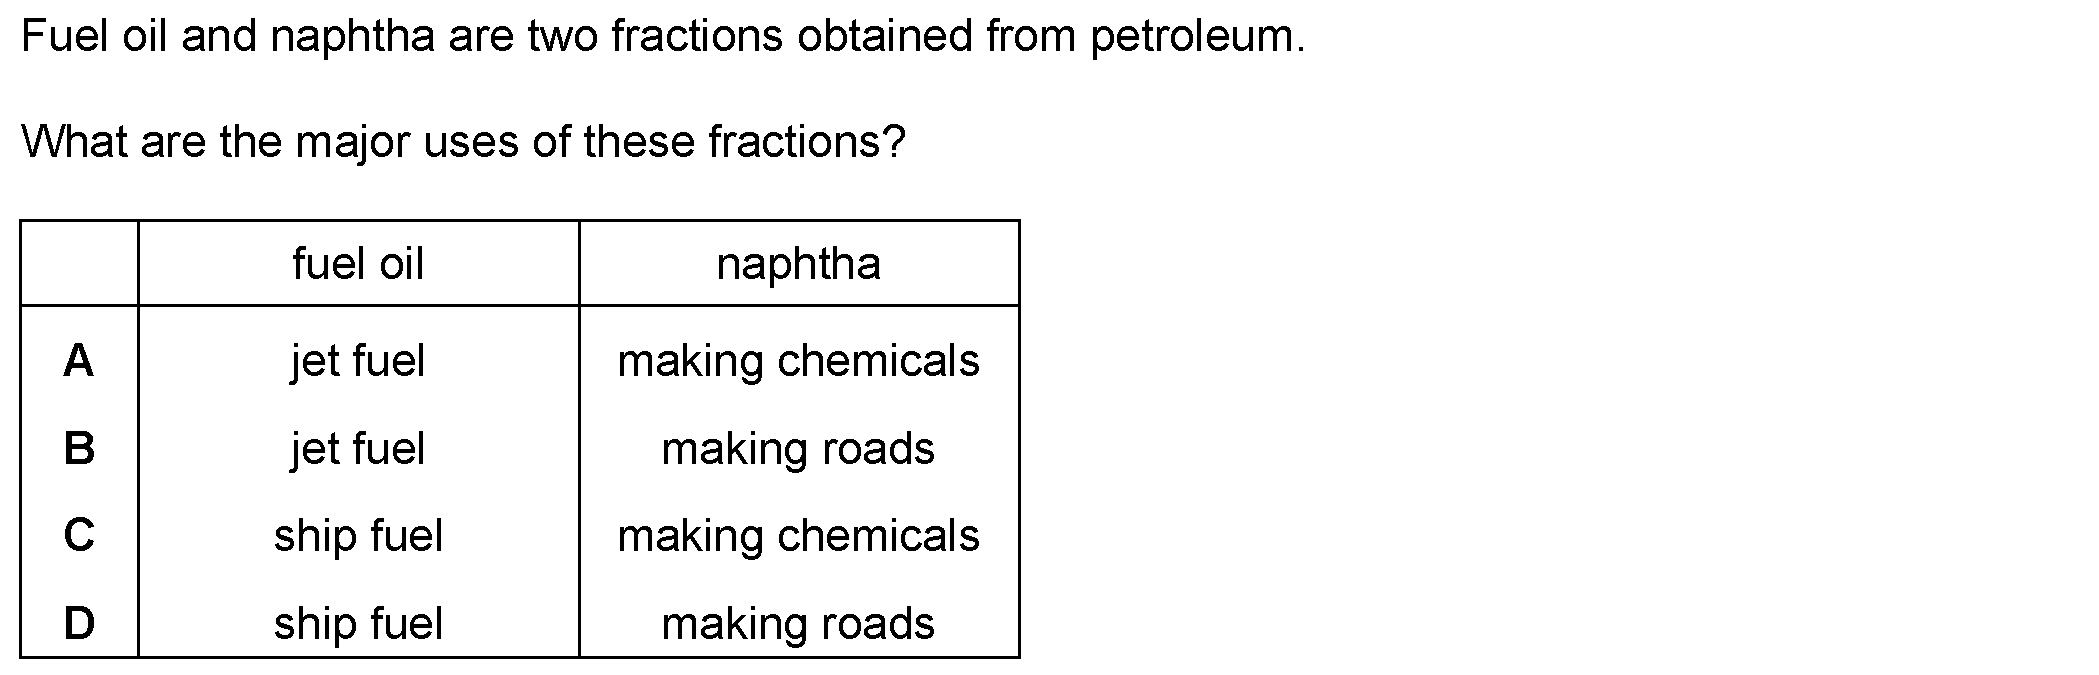 Fuel oil and naphtha are two fractions obtained from petroleum.
What are the major uses of these fractions?
fuel oil naphtha
A jet fuel making chemicals
B jet fuel making roads
C ship fuel making chemicals
D ship fuel making roads